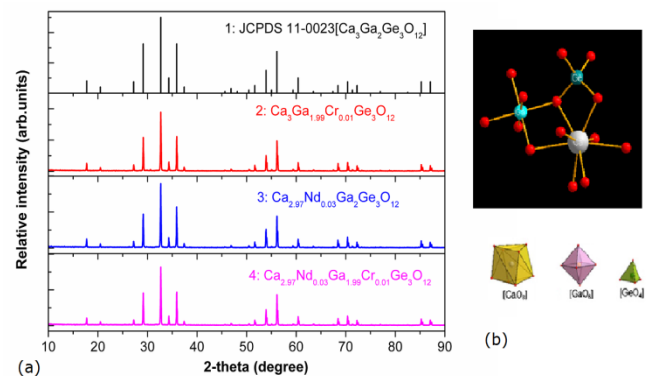 1: JCPDS 11-0023[Ca₃Ga₂Ge₃O₁₂]
2: Ca₃Ga₁.₉₉Cr₀.₀₁Ge₃O₁₂
3: Ca₂.₉₇Nd₀.₀₃Ga₂Ge₃O₁₂
4: Ca₂.₉₇Nd₀.₀₃Ga₁.₉₉Cr₀.₀₁Ge₃O₁₂
Relative intensity (arb.units)
10 20 30 40 50 60 70 80 90
2-theta (degree)
(a)
Ge
[GaO₆]
[GeO₄]
(b)